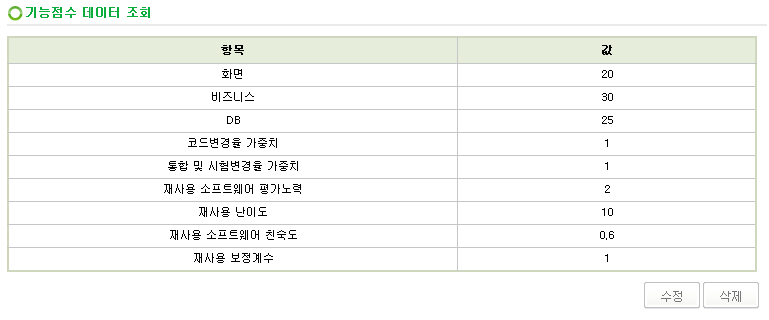 기능점수 데이터 조회
항목 값
화면 20
비즈니스 30
DB 25
코드변경율 가중치 1
통합 및 시험변경율 가중치 1
재사용 소프트웨어 평가노력 2
재사용 난이도 10
재사용 소프트웨어 친숙도 0.6
재사용 보정계수 1
수정 삭제